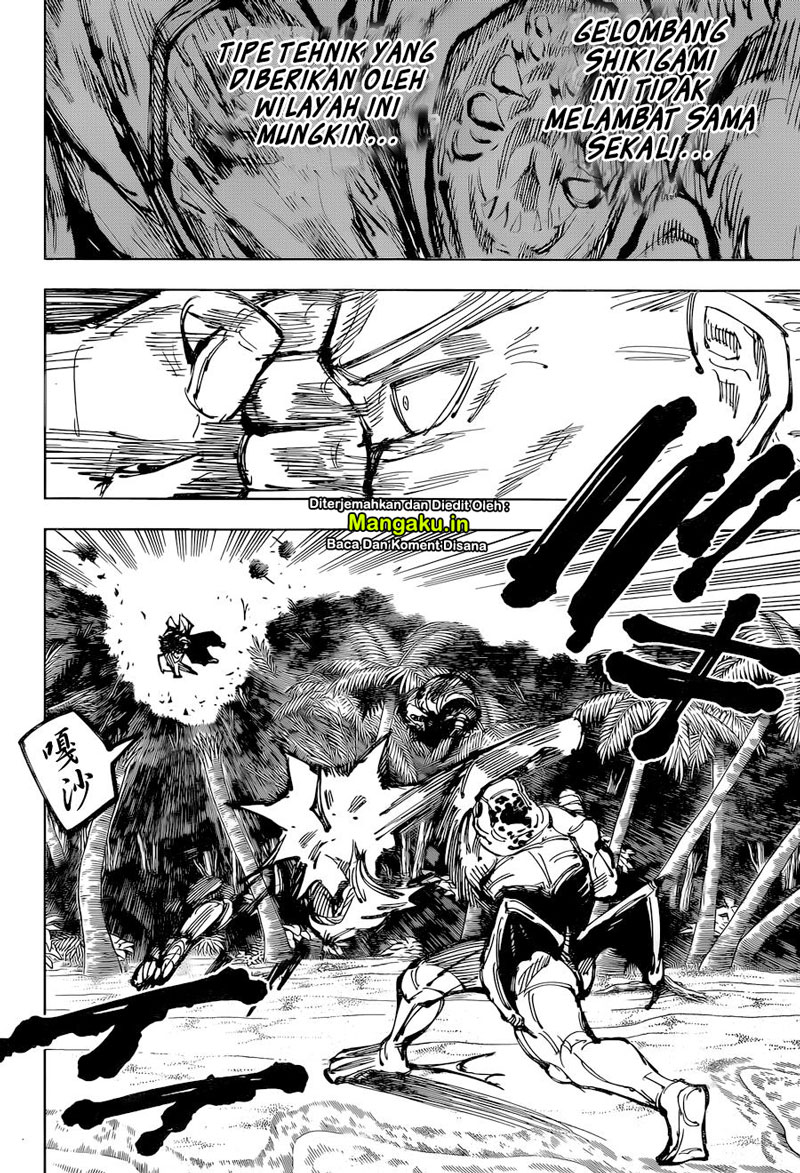 GELOMBANG
SHIKIGAMI
INI TIDAK
MELAMBAT SAMA
SEKALI...
TIPE TEHNIK YANG
DIBERIKAN OLEH
WILAYAH INI
MUNGKIN...
Diterjemahkan dan Diedit Oleh :
Mangaku.in
Baca Dan Koment Disana
嘎沙